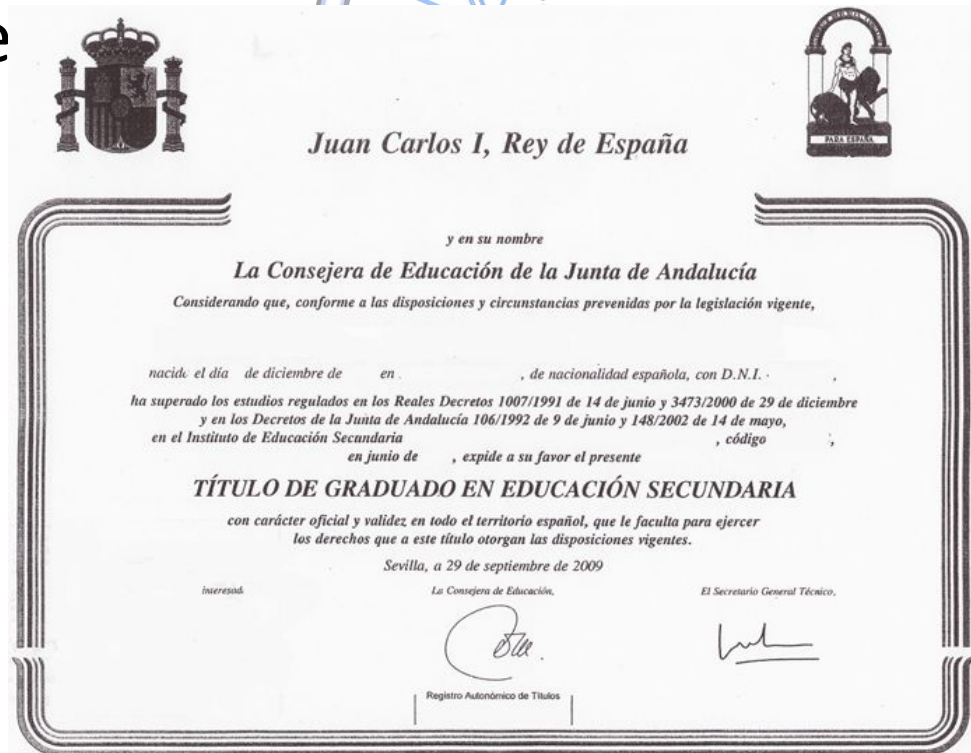 e
PARA ESPAÑA
Juan Carlos I, Rey de España
y en su nombre
La Consejera de Educación de la Junta de Andalucía
Considerando que, conforme a las disposiciones y circunstancias prevenidas por la legislación vigente,
el día de diciembre de en , de nacionalidad española, con D.N.I. ,
ha superado los estudios regulados en los Reales Decretos 1007/1991 de 14 de junio y 3473/2000 de 29 de diciembre
y en los Decretos de la Junta de Andalucía 106/1992 de 9 de junio y 148/2002 de 14 de mayo,
en el Instituto de Educación Secundaria , código ,
en junio de , expide a su favor el presente
TÍTULO DE GRADUADO EN EDUCACIÓN SECUNDARIA
con carácter oficial y validez en todo el territorio español, que le faculta para ejercer
los derechos que a este título otorgan las disposiciones vigentes.
Sevilla, a 29 de septiembre de 2009
La Consejera de Educación,
El Secretario General Técnico,
Registro Autonómico de Títulos